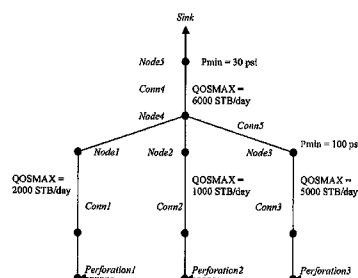 Sink
Node5
Pmin = 30 psi
Conn4
QOSMAX =
6000 STB/day
Node4
Conn5
Node1
Node2
Node3
Pmin = 100 ps
QOSMAX =
2000 STB/day
QOSMAX =
1000 STB/day
QOSMAX =
5000 STB/day
Conn1
Conn2
Conn3
Perforation1
Perforation2
Perforation3